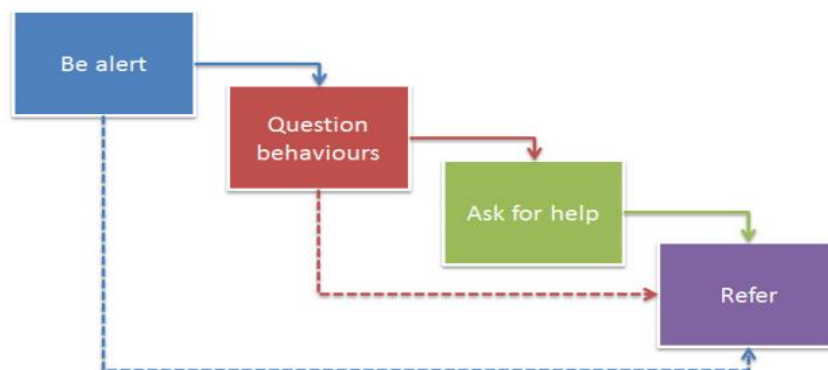 Be alert
Question
behaviours
Ask for help
Refer